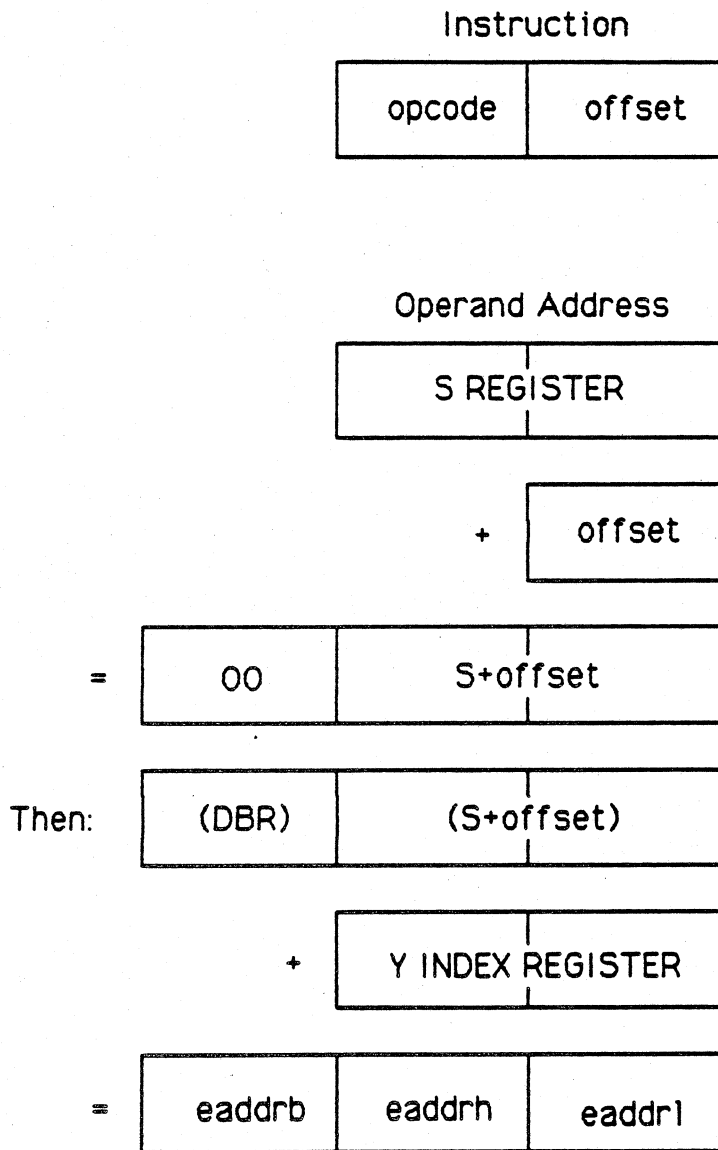 Instruction
opcode offset
Operand Address
S REGISTER
+ offset
= 00 S+offset
Then: (DBR) (S+offset)
+ Y INDEX REGISTER
= eaddrb eaddrh eaddrl